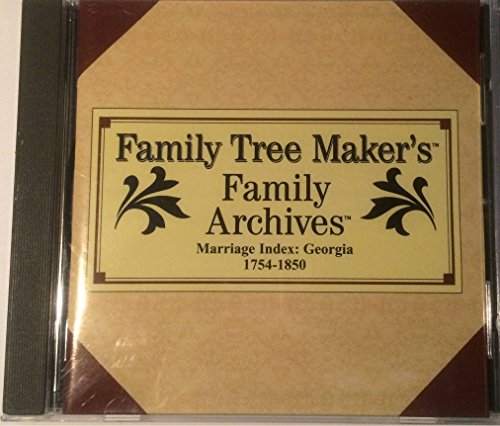 Family Tree Maker's™
Family
Archives™
Marriage Index: Georgia
1754-1850